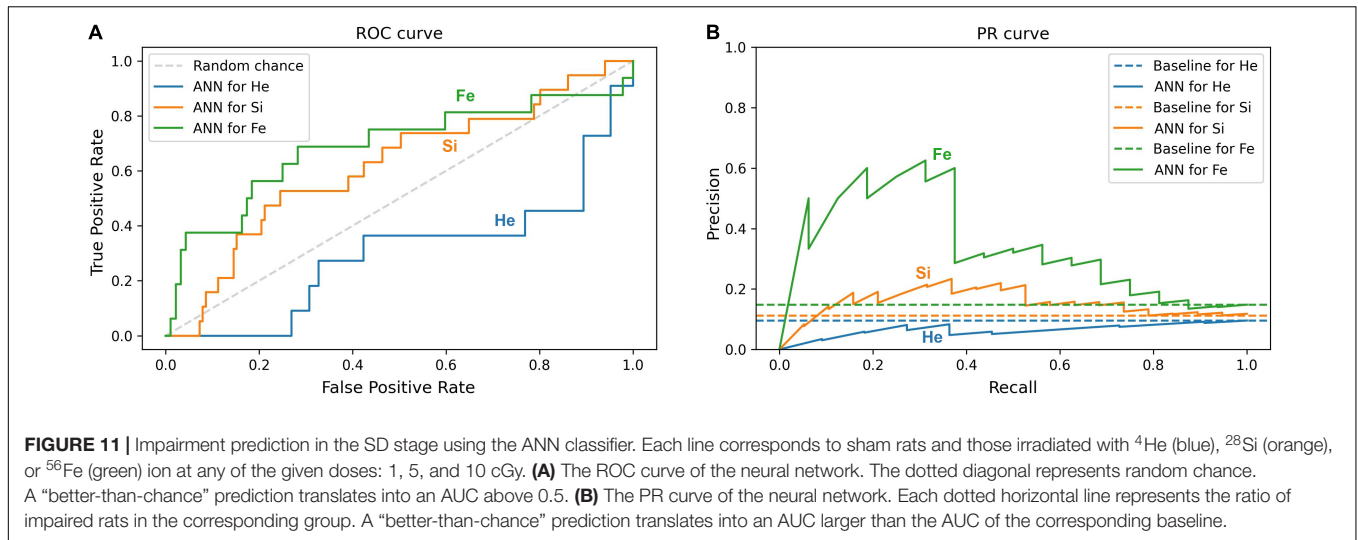 A
ROC curve
Random chance
ANN for He
ANN for Si
ANN for Fe
Fe
Si
He
1.0
0.8
0.6
0.4
0.2
0.0
True Positive Rate
0.0 0.2 0.4 0.6 0.8 1.0
False Positive Rate
B
PR curve
Baseline for He
ANN for He
Baseline for Si
ANN for Si
Baseline for Fe
ANN for Fe
Fe
Si
He
1.0
0.8
0.6
0.4
0.2
0.0
Precision
0.0 0.2 0.4 0.6 0.8 1.0
Recall
FIGURE 11 | Impairment prediction in the SD stage using the ANN classifier. Each line corresponds to sham rats and those irradiated with ⁴He (blue), ²⁸Si (orange),
or ⁵⁶Fe (green) ion at any of the given doses: 1, 5, and 10 cGy. (A) The ROC curve of the neural network. The dotted diagonal represents random chance.
A “better-than-chance” prediction translates into an AUC above 0.5. (B) The PR curve of the neural network. Each dotted horizontal line represents the ratio of
impaired rats in the corresponding group. A “better-than-chance” prediction translates into an AUC larger than the AUC of the corresponding baseline.